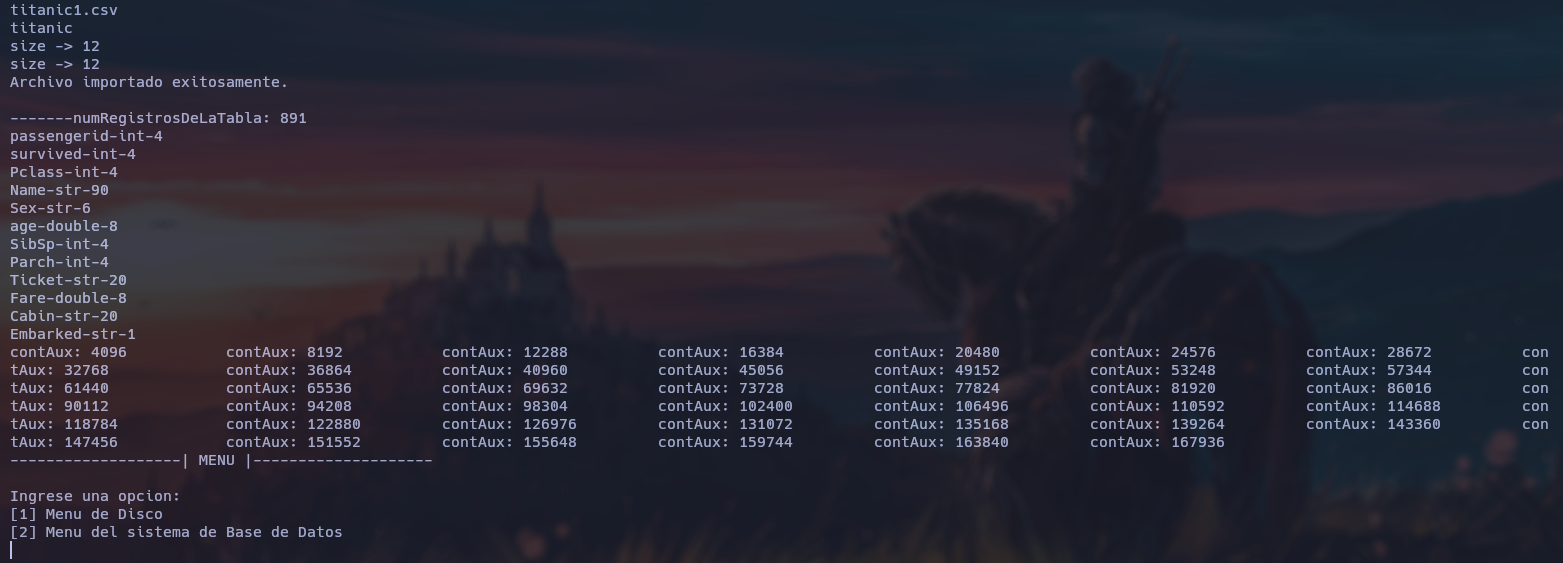 titanic1.csv
titanic
size -> 12
size -> 12
Archivo importado exitosamente.
-------numRegistrosDeLaTabla: 891
passengerid-int-4
survived-int-4
Pclass-int-4
Name-str-90
Sex-str-6
age-double-8
SibSp-int-4
Parch-int-4
Ticket-str-20
Fare-double-8
Cabin-str-20
Embarked-str-1
contAux: 4096 contAux: 8192 contAux: 12288 contAux: 16384 contAux: 20480 contAux: 24576 contAux: 28672 con
tAux: 32768 contAux: 36864 contAux: 40960 contAux: 45056 contAux: 49152 contAux: 53248 contAux: 57344 con
tAux: 61440 contAux: 65536 contAux: 69632 contAux: 73728 contAux: 77824 contAux: 81920 contAux: 86016 con
tAux: 90112 contAux: 94208 contAux: 98304 contAux: 102400 contAux: 106496 contAux: 110592 contAux: 114688 con
tAux: 118784 contAux: 122880 contAux: 126976 contAux: 131072 contAux: 135168 contAux: 139264 contAux: 143360 con
tAux: 147456 contAux: 151552 contAux: 155648 contAux: 159744 contAux: 163840 contAux: 167936
-------------------| MENU |--------------------
Ingrese una opcion:
[1] Menu de Disco
[2] Menu del sistema de Base de Datos